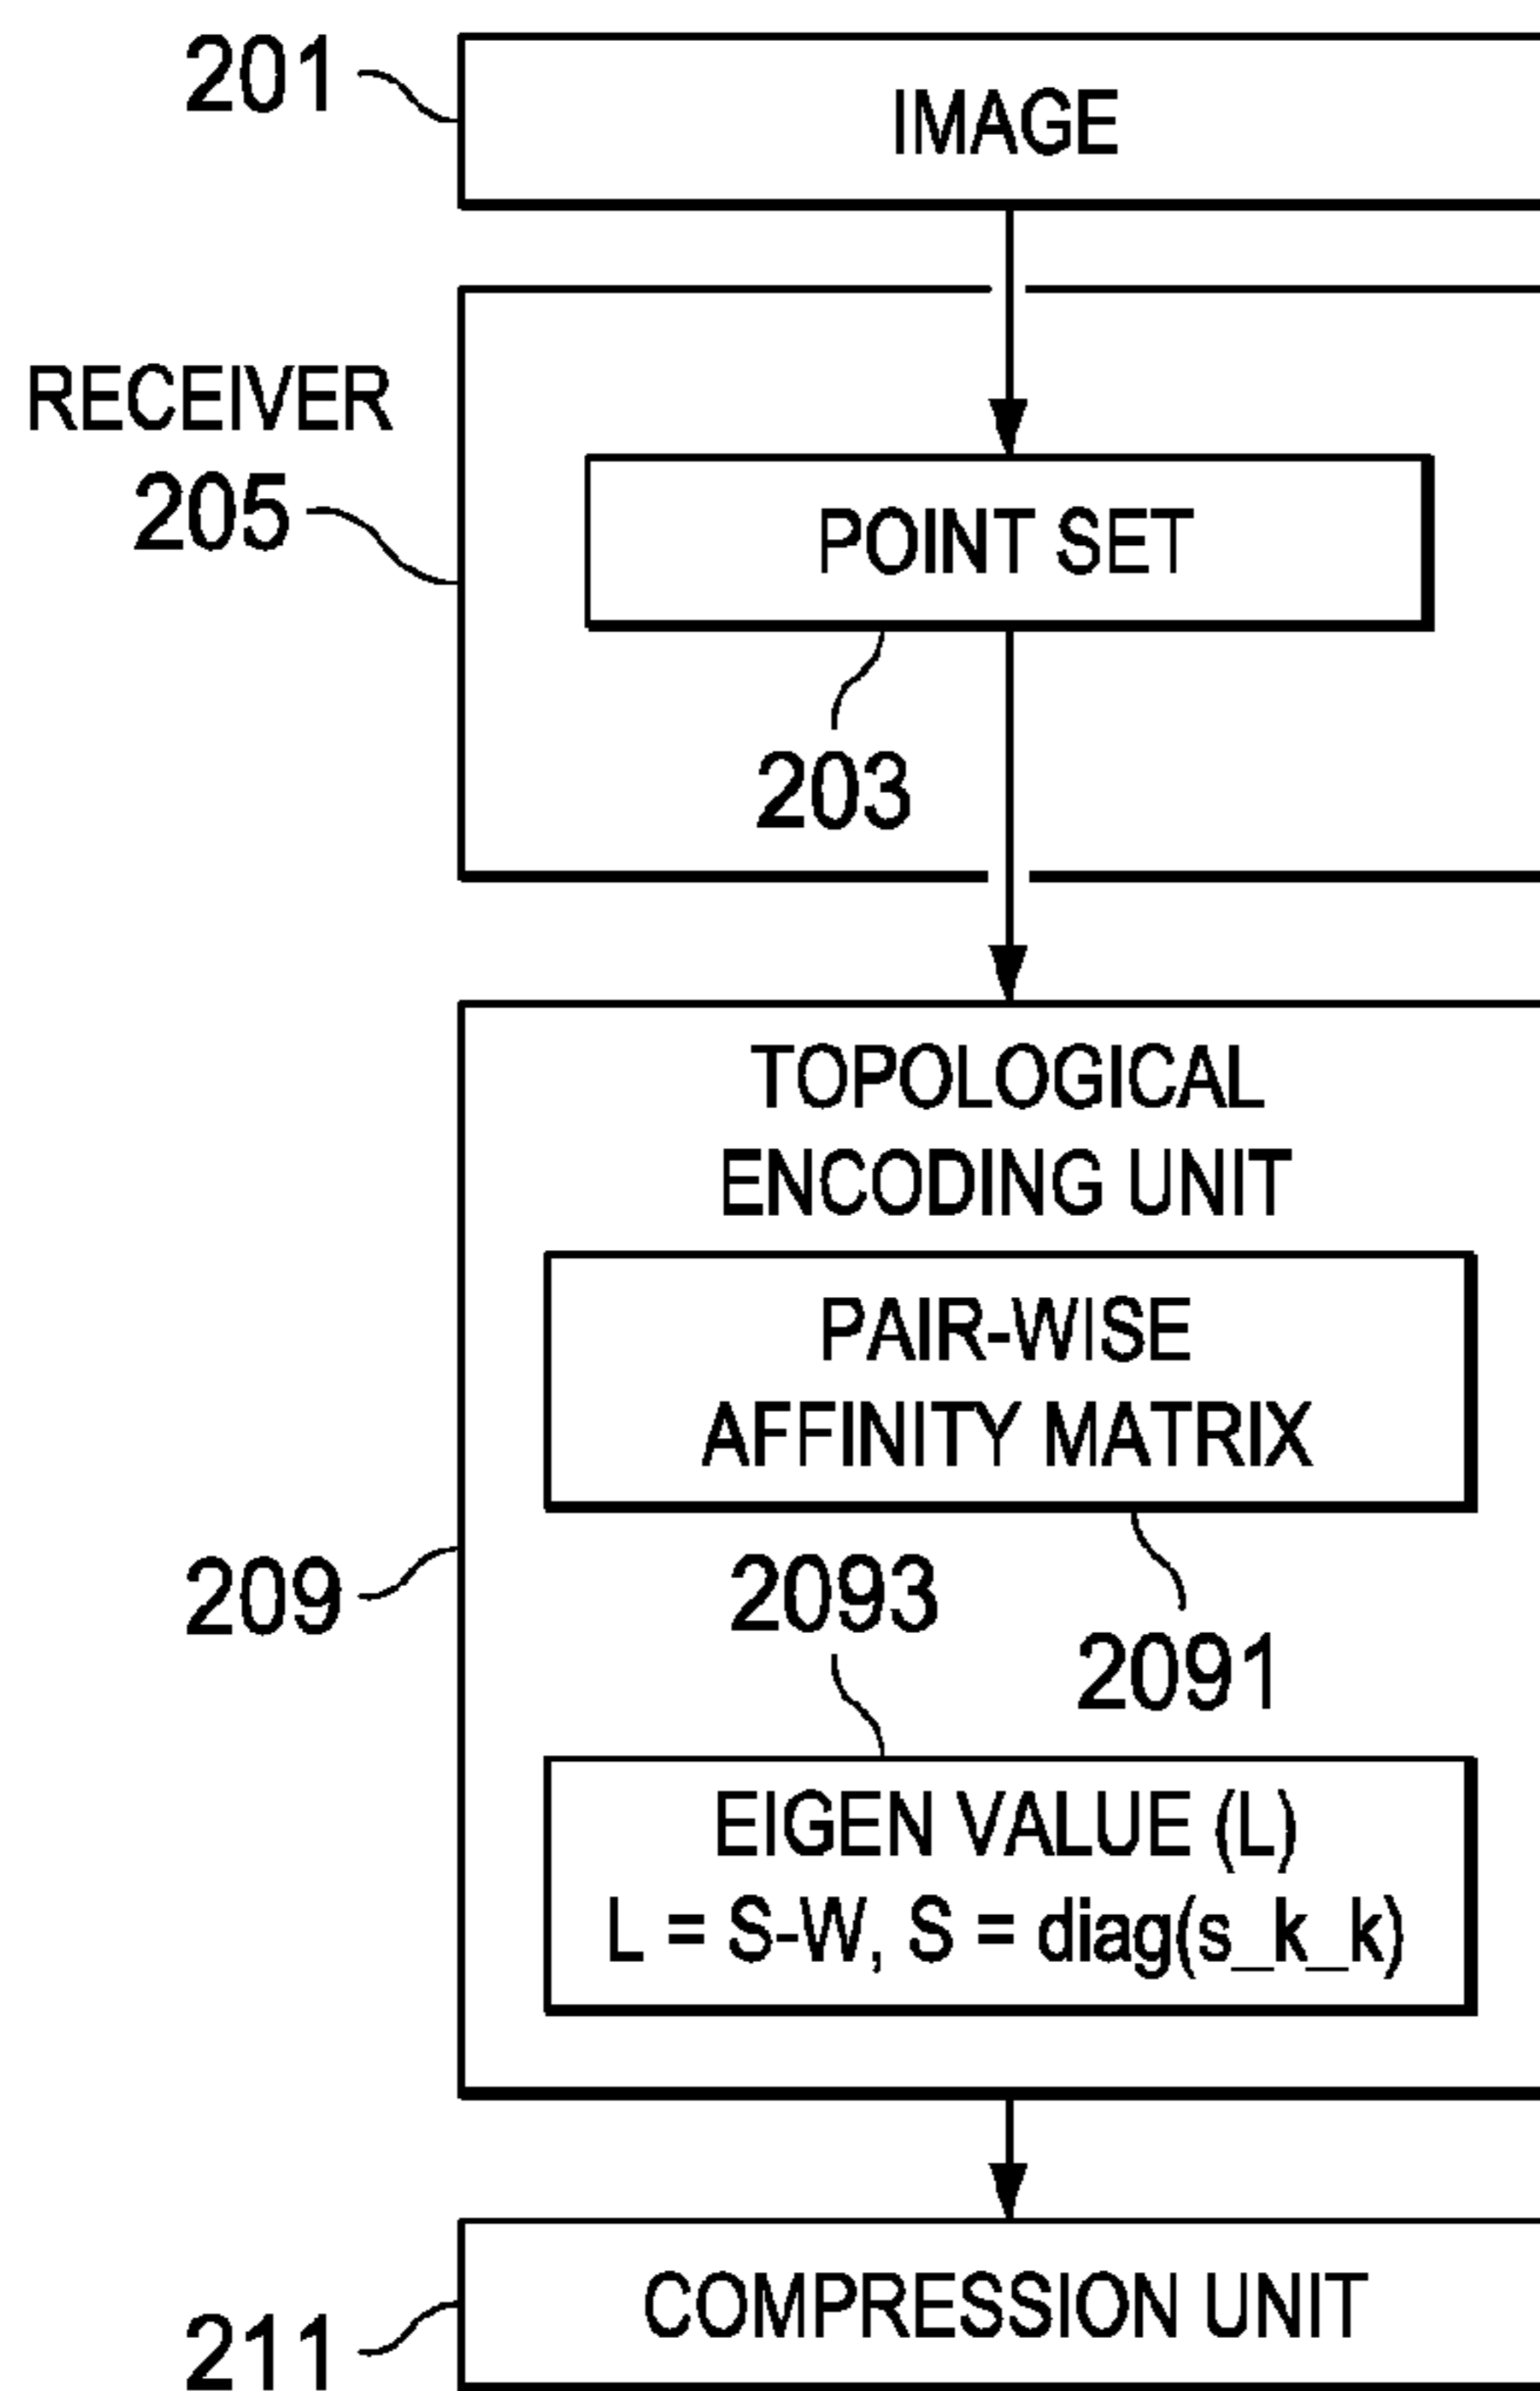 201
IMAGE
RECEIVER
205
POINT SET
203
TOPOLOGICAL
ENCODING UNIT
PAIR-WISE
AFFINITY MATRIX
209
2093
2091
EIGEN VALUE (L)
L = S-W, S = diag(s_k_k)
COMPRESSION UNIT
211